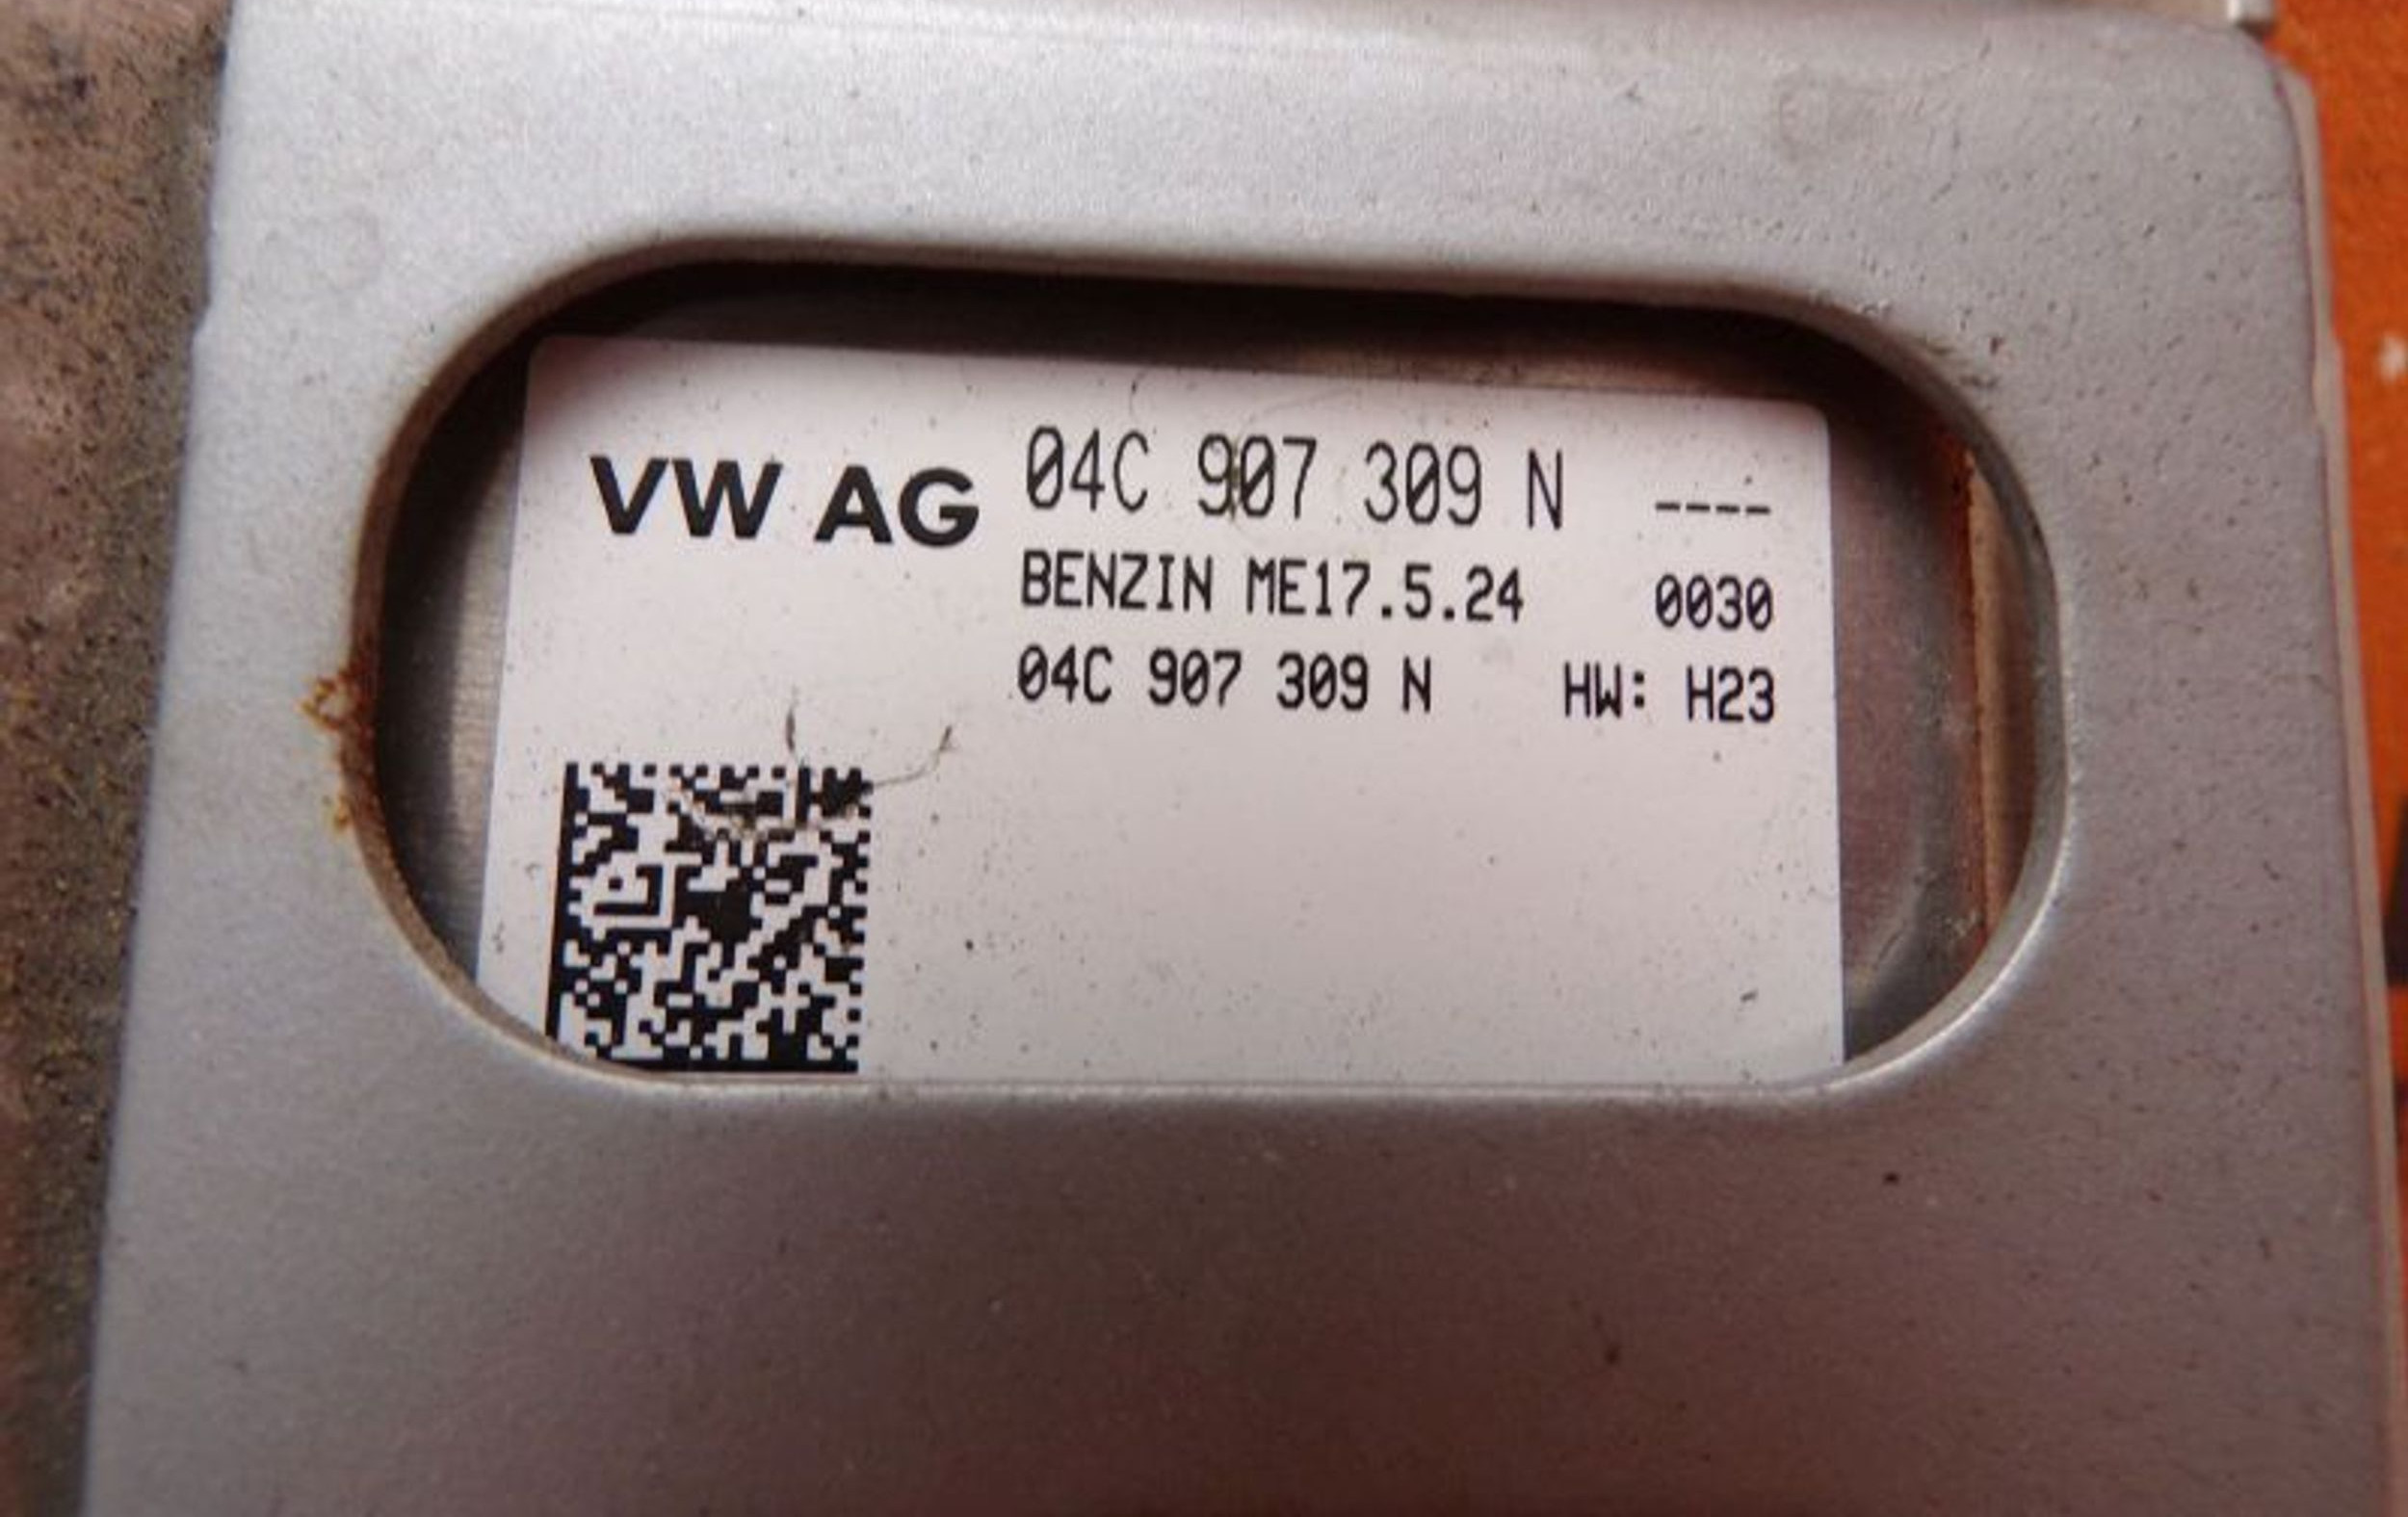 VW AG 04C 907 309 N ----
BENZIN ME17.5.24 0030
04C 907 309 N HW: H23